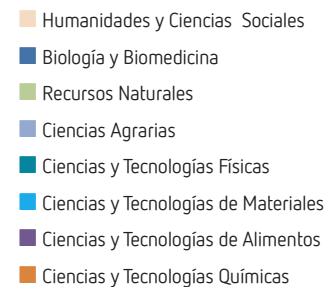 Humanidades y Ciencias Sociales
Biología y Biomedicina
Recursos Naturales
Ciencias Agrarias
Ciencias y Tecnologías Físicas
Ciencias y Tecnologías de Materiales
Ciencias y Tecnologías de Alimentos
Ciencias y Tecnologías Químicas